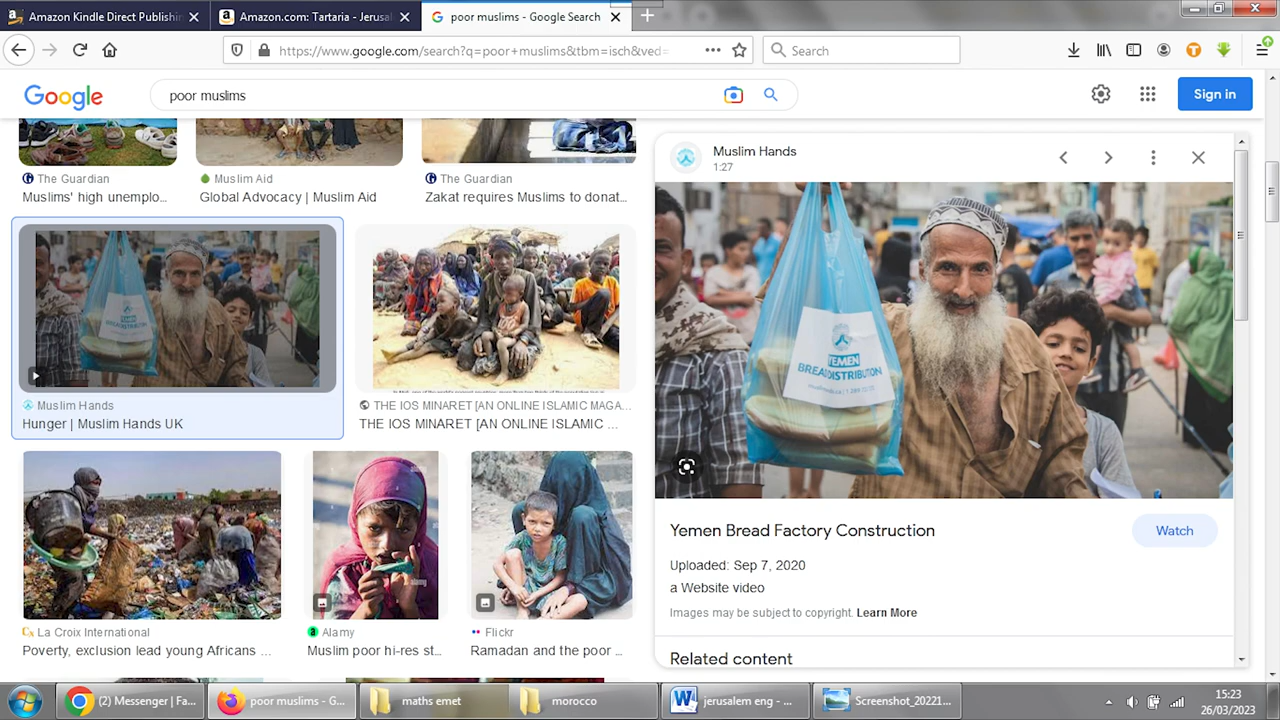 Amazon Kindle Direct Publishin
Amazon.com: Tartaria - Jerusal
poor muslims - Google Search
https://www.google.com/search?q=poor+muslims&tbm=isch&ved=
Search
Google
poor muslims
Sign in
The Guardian
Muslims' high unemplo...
Muslim Aid
Global Advocacy | Muslim Aid
The Guardian
Zakat requires Muslims to donat...
Muslim Hands
Hunger | Muslim Hands UK
THE IOS MINARET [AN ONLINE ISLAMIC MAGA...
THE IOS MINARET [AN ONLINE ISLAMIC ...
La Croix International
Poverty, exclusion lead young Africans ...
alamy
Alamy
Muslim poor hi-res st...
Flickr
Ramadan and the poor ...
Muslim Hands
1:27
YEMEN
BREAD DISTRIBUTION
Yemen Bread Factory Construction
Watch
Uploaded: Sep 7, 2020
a Website video
Images may be subject to copyright. Learn More
Related content
(2) Messenger | Fa...
poor muslims - G...
maths emet
morocco
jerusalem eng - ...
Screenshot_20221...
15:23
26/03/2023